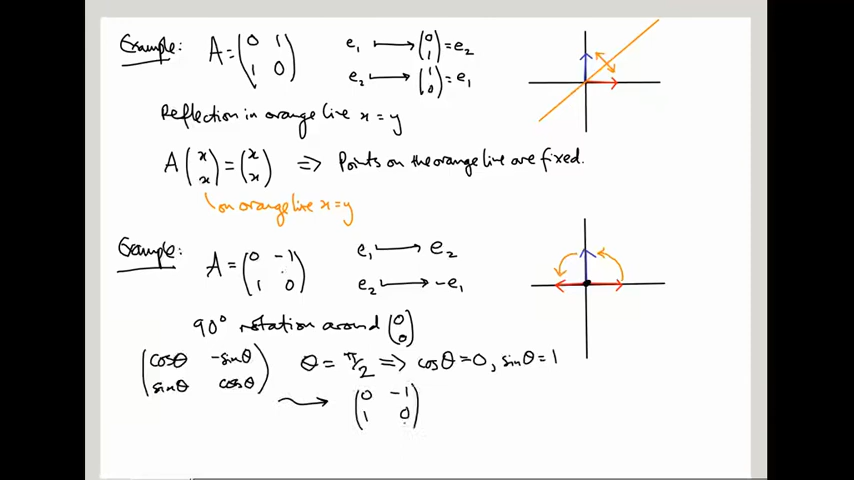 Example: A = (0 1 / 1 0) e₁ ⟼ (0 / 1) = e₂
e₂ ⟼ (1 / 0) = e₁
Reflection in orange line x = y
A (x / x) = (x / x) ⟹ Points on the orange line are fixed.
on orange line x = y
Example: A = (0 -1 / 1 0) e₁ ⟼ e₂
e₂ ⟼ -e₁
90° rotation around (0 / 0)
(cosθ -sinθ / sinθ cosθ) θ = π/2 ⟹ cosθ = 0, sinθ = 1
⇝ (0 -1 / 1 0)